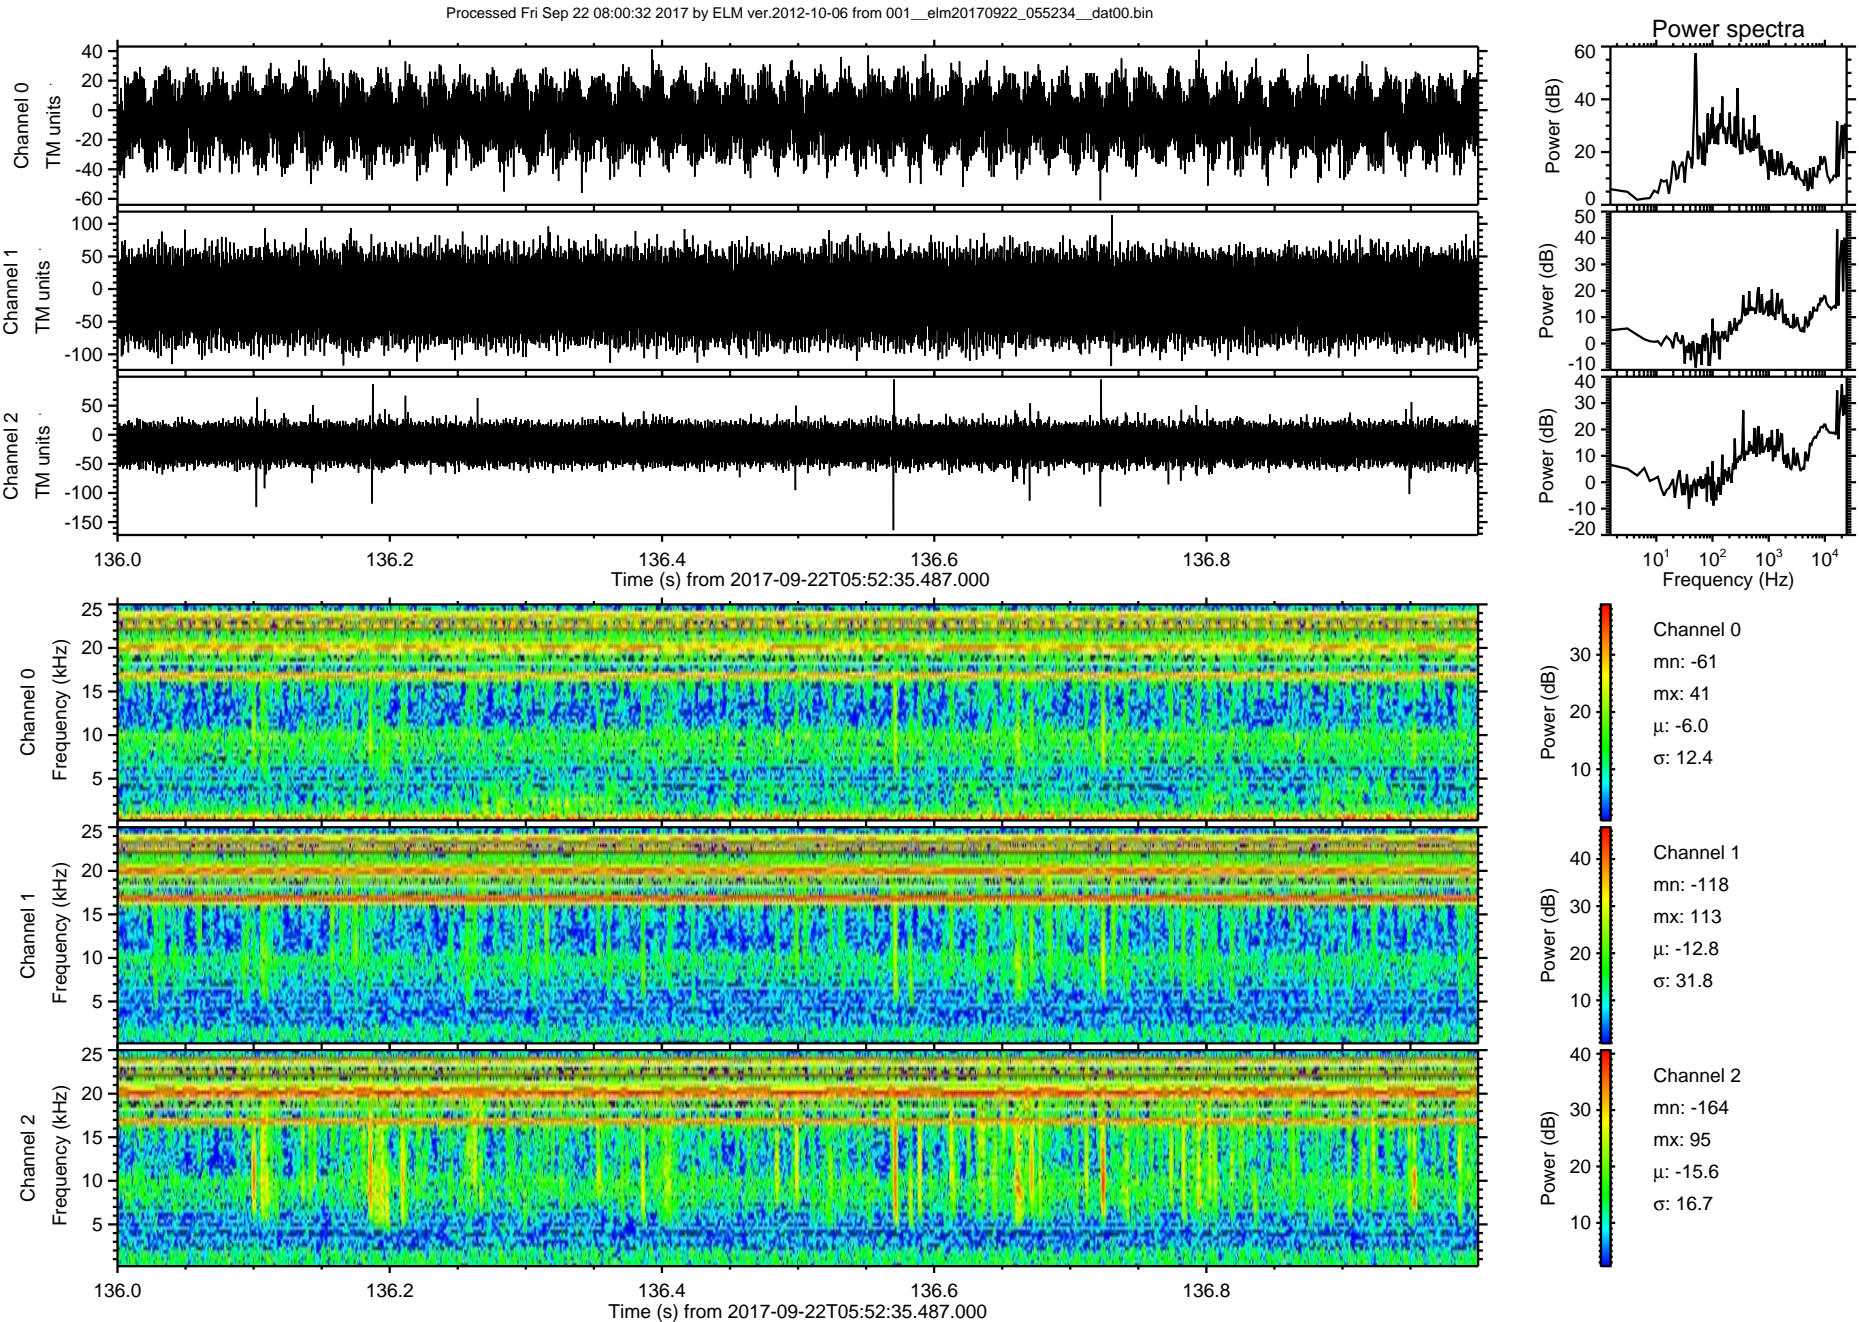 Processed Fri Sep 22 08:00:32 2017 by ELM ver.2012-10-06 from 001__elm20170922_055234__dat00.bin
Power spectra
Channel 0
TM units
40
20
0
-20
-40
-60
Power (dB)
60
40
20
0
Channel 1
TM units
100
50
0
-50
-100
Power (dB)
50
40
30
20
10
0
-10
Channel 2
TM units
50
0
-50
-100
-150
Power (dB)
40
30
20
10
0
-10
-20
136.0 136.2 136.4 136.6 136.8
Time (s) from 2017-09-22T05:52:35.487.000
10^1 10^2 10^3 10^4
Frequency (Hz)
Channel 0
Frequency (kHz)
25
20
15
10
5
Power (dB)
30
20
10
Channel 0
mn: -61
mx: 41
μ: -6.0
σ: 12.4
Channel 1
Frequency (kHz)
25
20
15
10
5
Power (dB)
40
30
20
10
Channel 1
mn: -118
mx: 113
μ: -12.8
σ: 31.8
Channel 2
Frequency (kHz)
25
20
15
10
5
Power (dB)
40
30
20
10
Channel 2
mn: -164
mx: 95
μ: -15.6
σ: 16.7
136.0 136.2 136.4 136.6 136.8
Time (s) from 2017-09-22T05:52:35.487.000